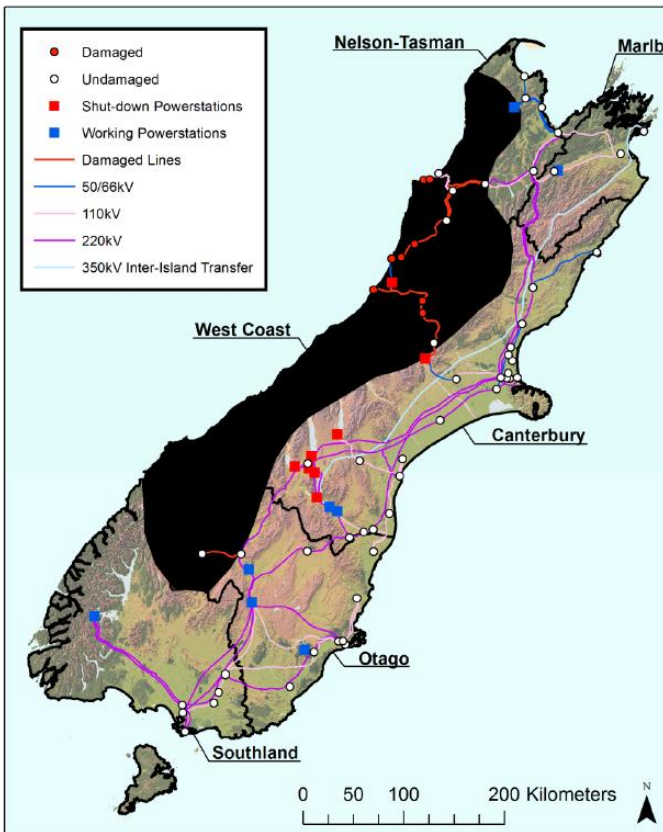 Nelson-Tasman
Marlb
Damaged
Undamaged
Shut-down Powerstations
Working Powerstations
Damaged Lines
50/66kV
110kV
220kV
350kV Inter-Island Transfer
West Coast
Canterbury
Otago
Southland
0 50 100 200 Kilometers
N